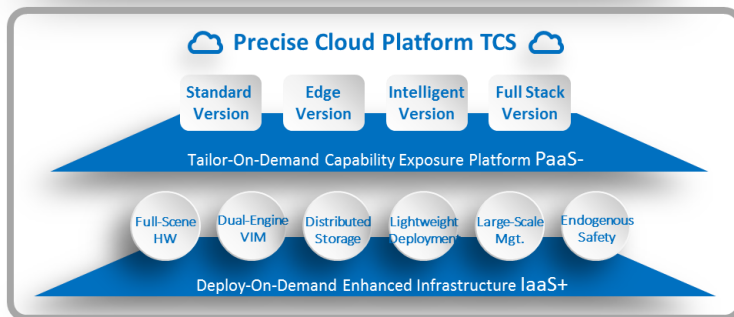 Precise Cloud Platform TCS
Standard
Version
Edge
Version
Intelligent
Version
Full Stack
Version
Tailor-On-Demand Capability Exposure Platform PaaS-
Full-Scene
HW
Dual-Engine
VIM
Distributed
Storage
Lightweight
Deployment
Large-Scale
Mgt.
Endogenous
Safety
Deploy-On-Demand Enhanced Infrastructure IaaS+